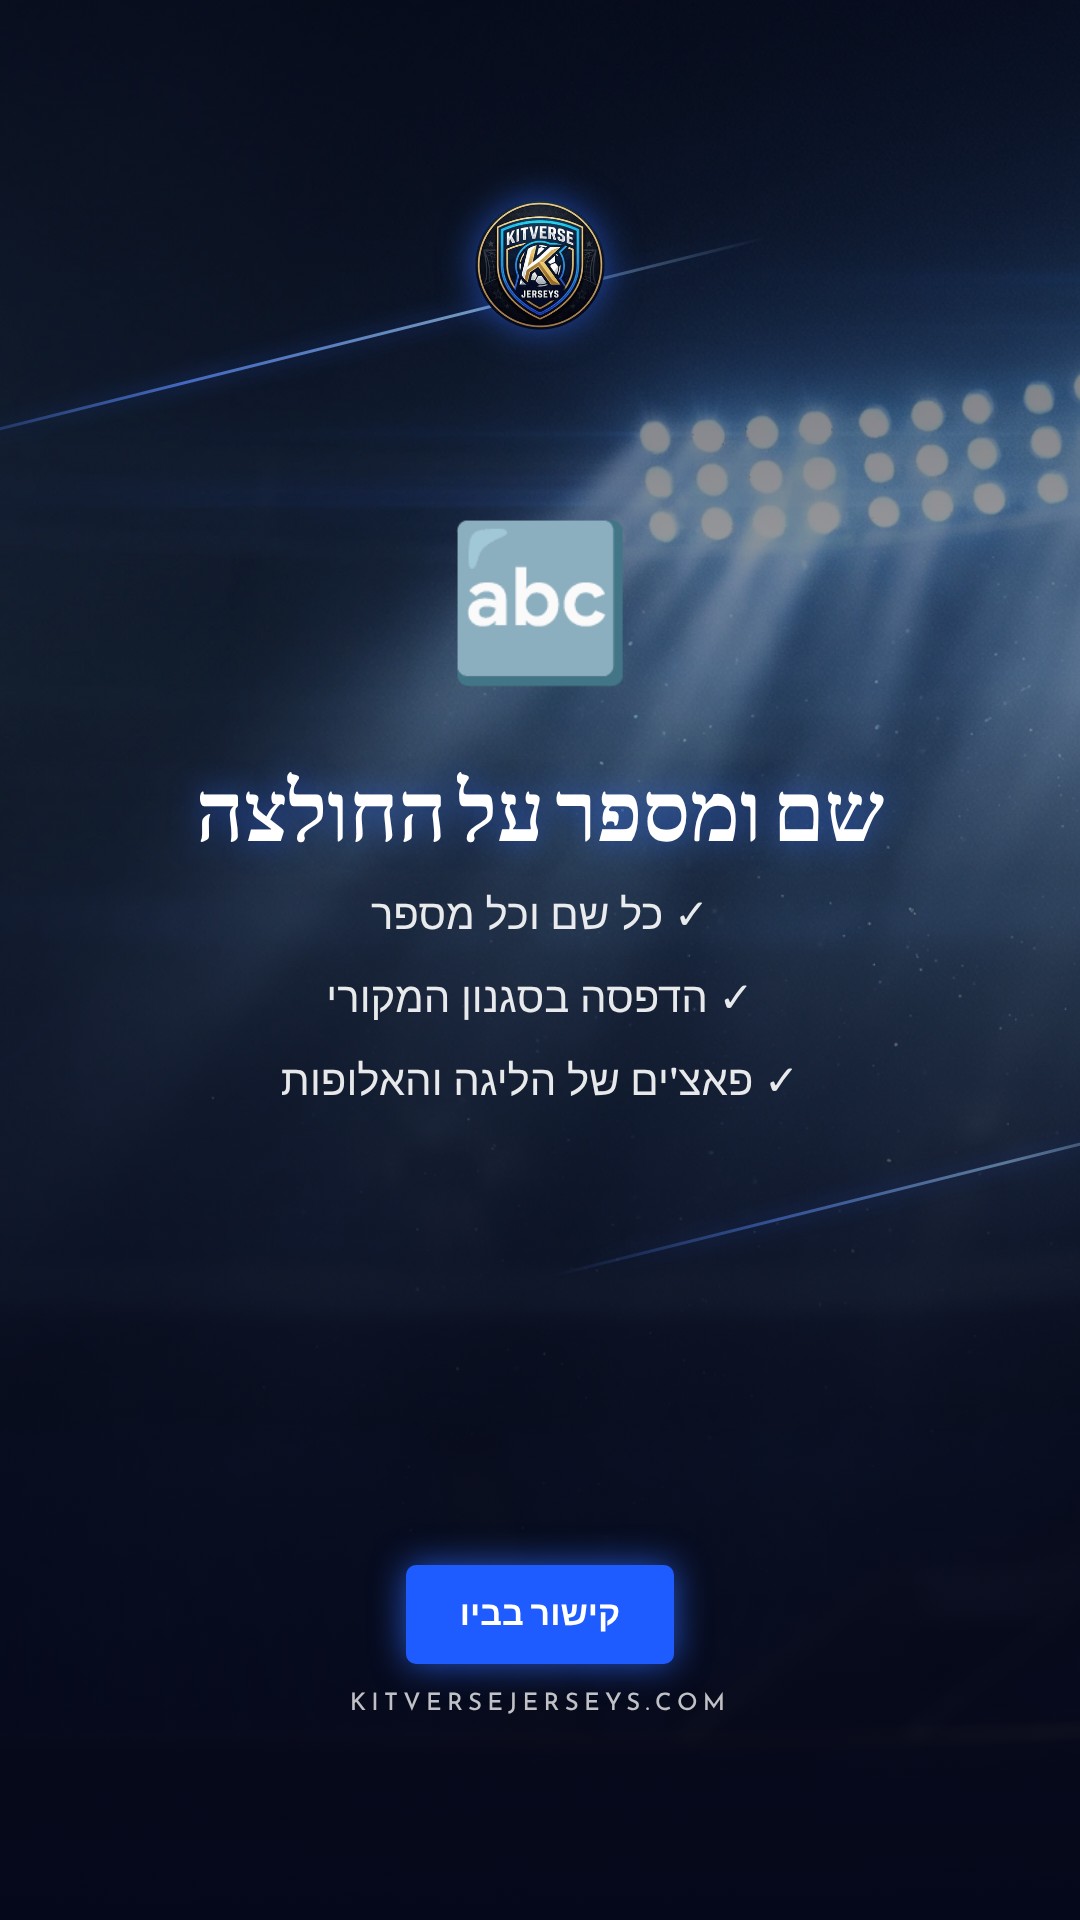 KITVERSE
K
JERSEYS
abc
שם ומספר על החולצה
✓ כל שם וכל מספר
✓ הדפסה בסגנון המקורי
✓ פאצ'ים של הליגה והאלופות
קישור בביו
KITVERSEJERSEYS.COM